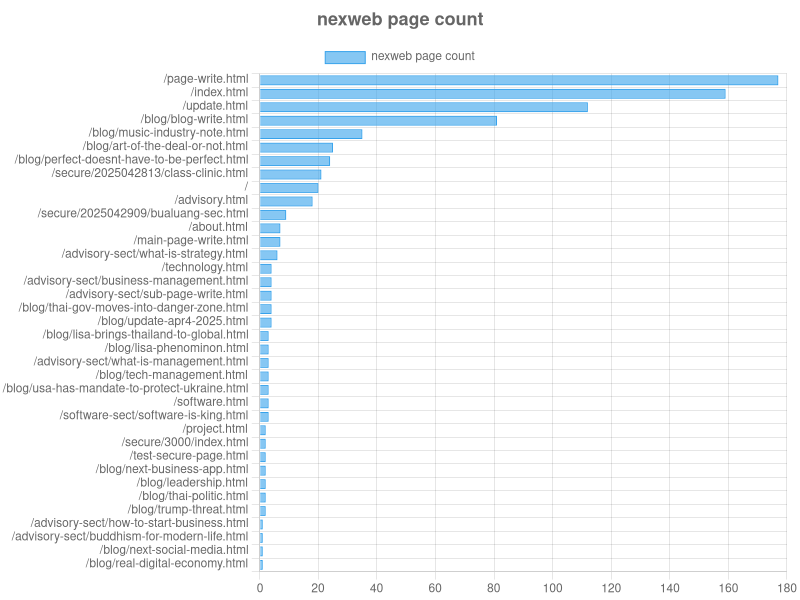 nexweb page count
nexweb page count
/page-write.html
/index.html
/update.html
/blog/blog-write.html
/blog/music-industry-note.html
/blog/art-of-the-deal-or-not.html
/blog/perfect-doesnt-have-to-be-perfect.html
/secure/2025042813/class-clinic.html
/
/advisory.html
/secure/2025042909/bualuang-sec.html
/about.html
/main-page-write.html
/advisory-sect/what-is-strategy.html
/technology.html
/advisory-sect/business-management.html
/advisory-sect/sub-page-write.html
/blog/thai-gov-moves-into-danger-zone.html
/blog/update-apr4-2025.html
/blog/lisa-brings-thailand-to-global.html
/blog/lisa-phenominon.html
/advisory-sect/what-is-management.html
/blog/tech-management.html
/blog/usa-has-mandate-to-protect-ukraine.html
/software.html
/software-sect/software-is-king.html
/project.html
/secure/3000/index.html
/test-secure-page.html
/blog/next-business-app.html
/blog/leadership.html
/blog/thai-politic.html
/blog/trump-threat.html
/advisory-sect/how-to-start-business.html
/advisory-sect/buddhism-for-modern-life.html
/blog/next-social-media.html
/blog/real-digital-economy.html
0 20 40 60 80 100 120 140 160 180